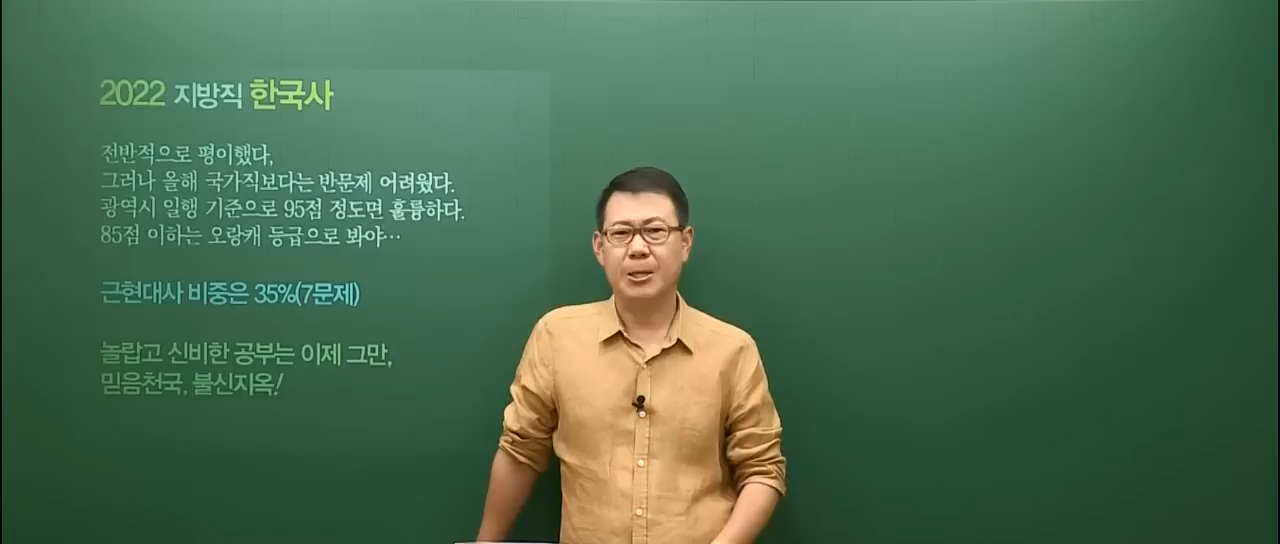 2022 지방직 한국사
전반적으로 평이했다,
그러나 올해 국가직보다는 반문제 어려웠다.
광역시 일행 기준으로 95점 정도면 훌륭하다.
85점 이하는 오랑캐 등급으로 봐야…
근현대사 비중은 35%(7문제)
놀랍고 신비한 공부는 이제 그만,
믿음천국, 불신지옥!